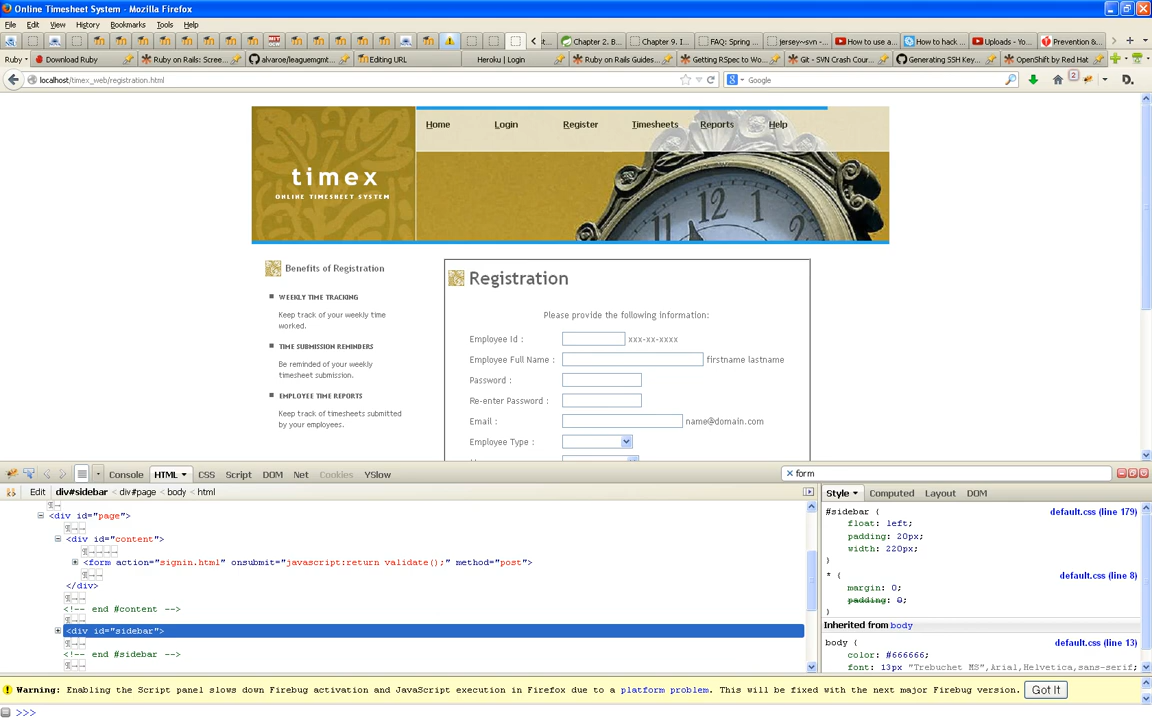 Online Timesheet System - Mozilla Firefox
File Edit View History Bookmarks Tools Help
Chapter 2. B... Chapter 9. I... FAQ: Spring ... jersey~svn - ... How to use a... How to hack ... Uploads - Yo... Prevention &...
Ruby Download Ruby Ruby on Rails: Scree... alvaroe/leaguemgmt... Editing URL Heroku | Login Ruby on Rails Guides... Getting RSpec to Wo... Git - SVN Crash Cour... Generating SSH Key... OpenShift by Red Hat
localhost/timex_web/registration.html Google 2 D.
Home Login Register Timesheets Reports Help
timex
ONLINE TIMESHEET SYSTEM
12 1
Benefits of Registration
WEEKLY TIME TRACKING
Keep track of your weekly time
worked.
TIME SUBMISSION REMINDERS
Be reminded of your weekly
timesheet submission.
EMPLOYEE TIME REPORTS
Keep track of timesheets submitted
by your employees.
Registration
Please provide the following information:
Employee Id : xxx-xx-xxxx
Employee Full Name : firstname lastname
Password :
Re-enter Password :
Email : name@domain.com
Employee Type :
Console HTML CSS Script DOM Net Cookies YSlow form
Edit div#sidebar < div#page < body < html
<div id="page">
<div id="content">
<form action="signin.html" onsubmit="javascript:return validate();" method="post">
</div>
<!-- end #content -->
<div id="sidebar">
<!-- end #sidebar -->
Style Computed Layout DOM
#sidebar { default.css (line 179)
float: left;
padding: 20px;
width: 220px;
}
* { default.css (line 8)
margin: 0;
padding: 0;
}
Inherited from body
body { default.css (line 13)
color: #666666;
font: 13px "Trebuchet MS",Arial,Helvetica,sans-serif;
Warning: Enabling the Script panel slows down Firebug activation and JavaScript execution in Firefox due to a platform problem. This will be fixed with the next major Firebug version. Got It
>>>